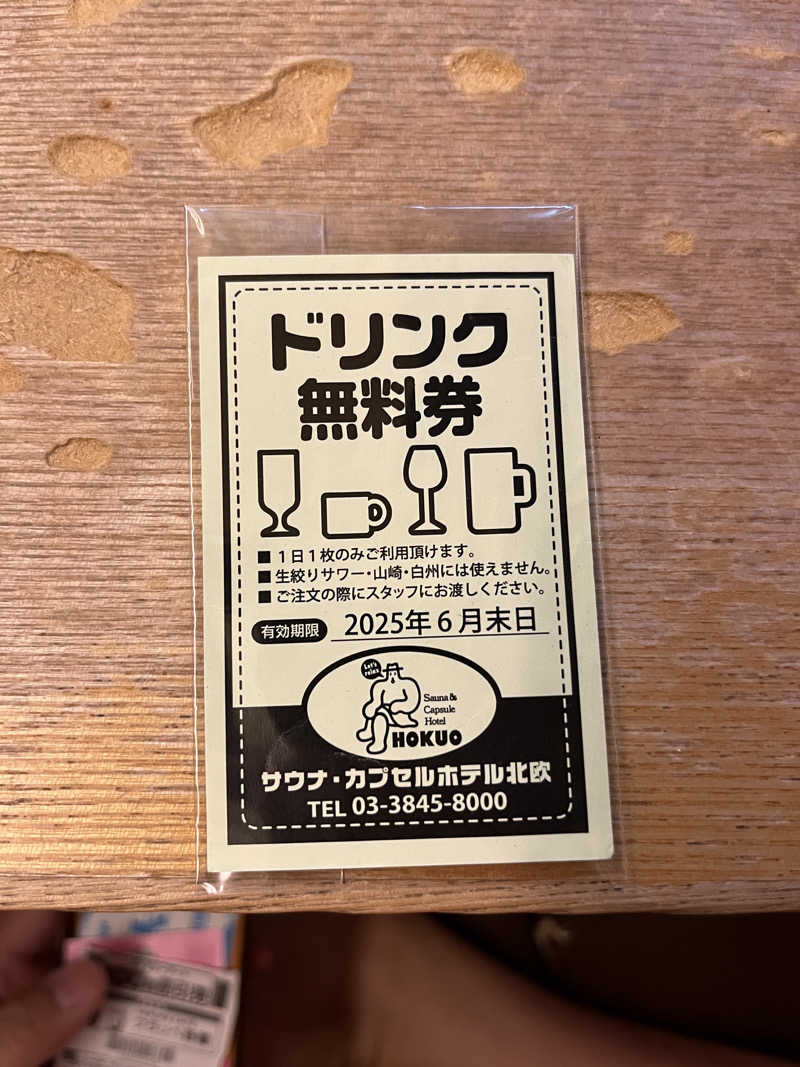 ドリンク
無料券
■ 1日1枚のみご利用頂けます。
■ 生絞りサワー・山崎・白州には使えません。
■ ご注文の際にスタッフにお渡しください。
有効期限 2025年6月末日
Let's
relax
Sauna &
Capsule
Hotel
HOKUO
サウナ・カプセルホテル北欧
TEL 03-3845-8000